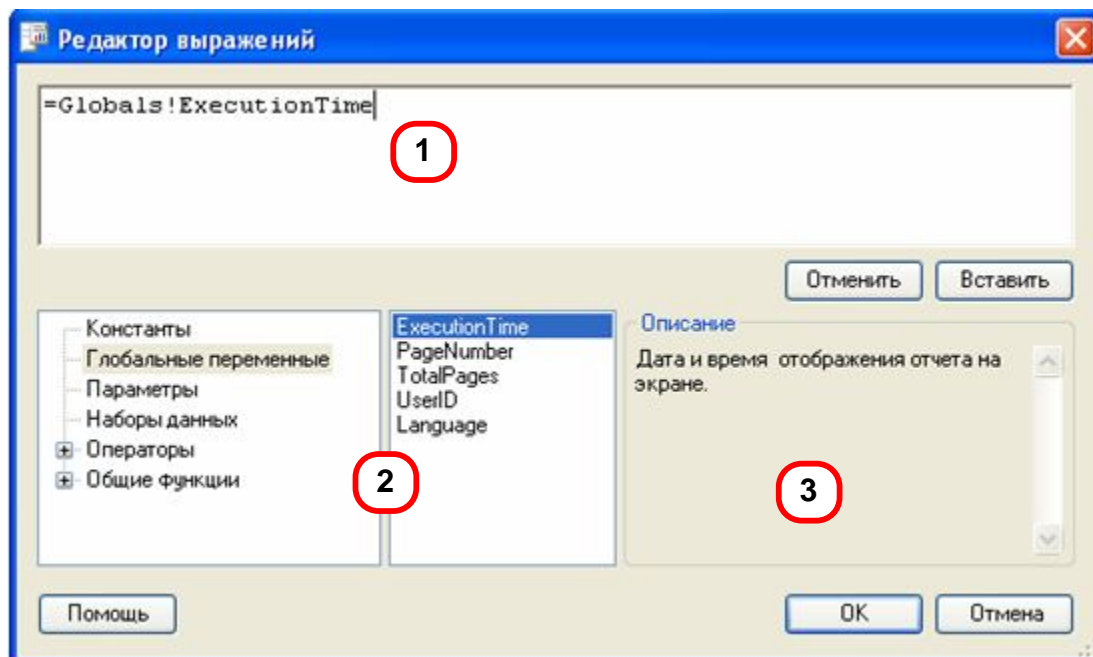 Редактор выражений
=Globals!ExecutionTime
1
Отменить
Вставить
Константы
Глобальные переменные
Параметры
Наборы данных
Операторы
Общие функции
2
ExecutionTime
PageNumber
TotalPages
UserID
Language
Описание
Дата и время отображения отчета на
экране.
3
Помощь
OK
Отмена